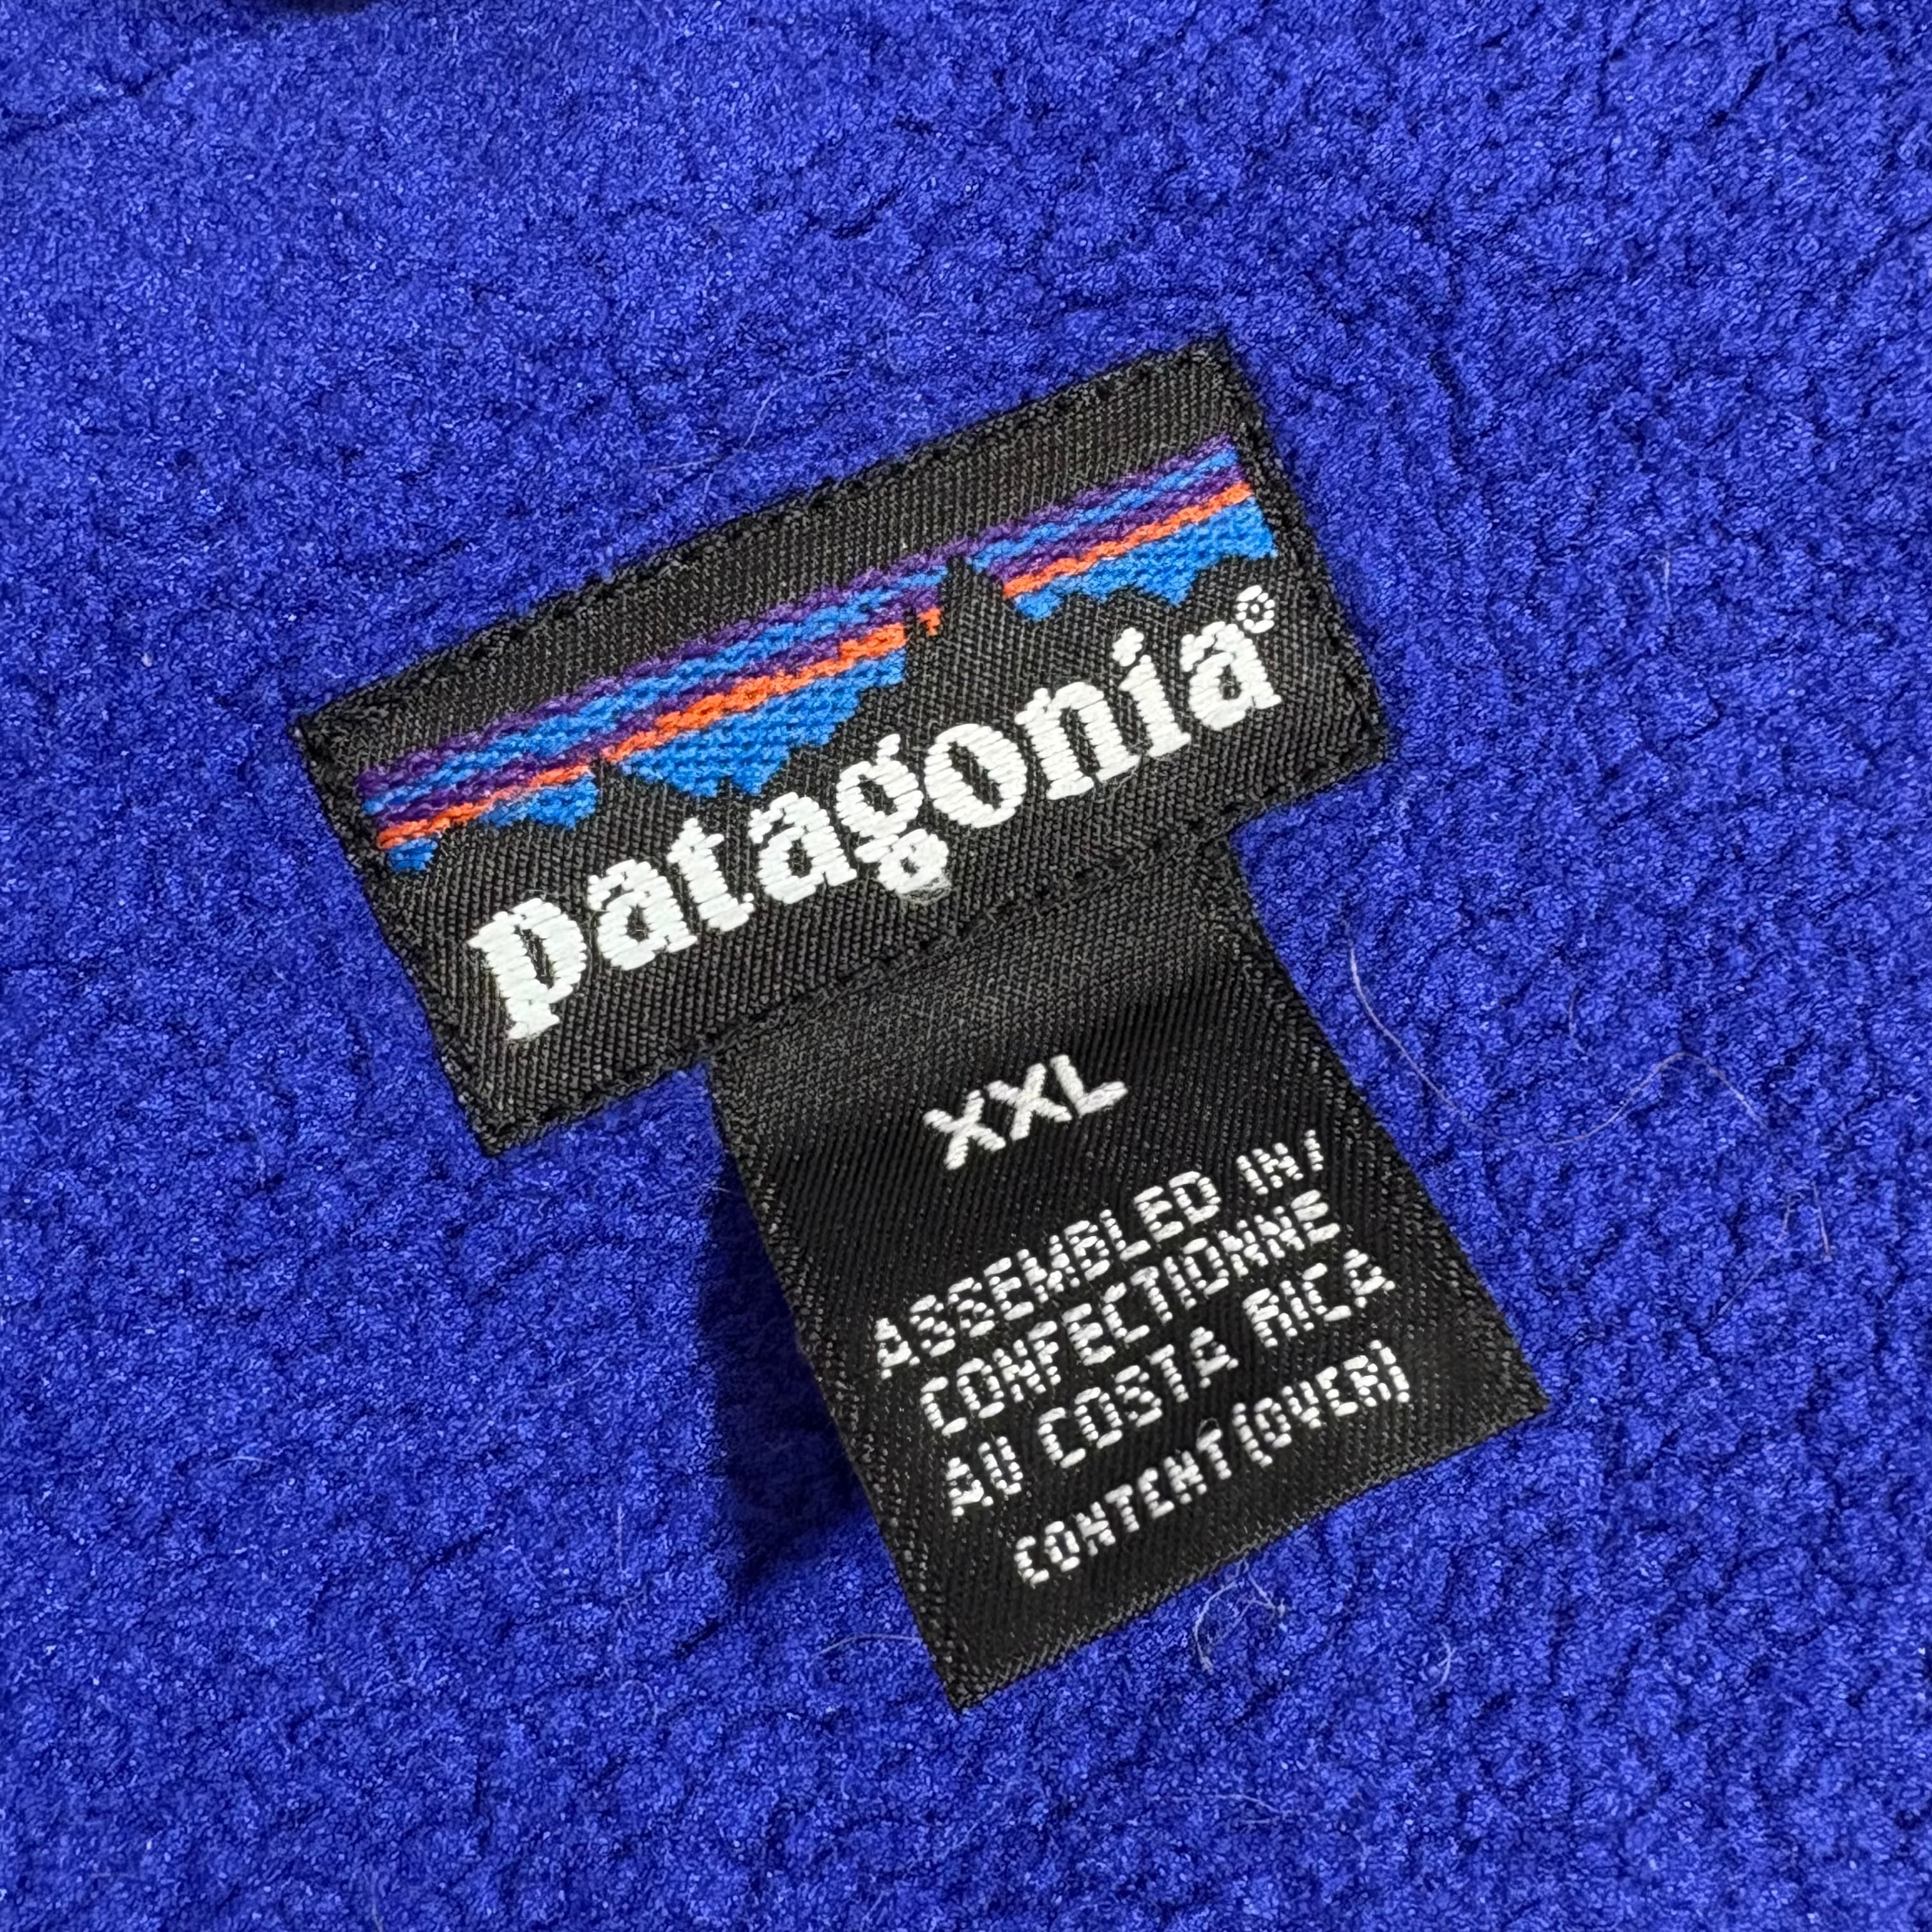 patagonia®
XXL
ASSEMBLED IN/
CONFECTIONNE
AU COSTA RICA
CONTENT(OVER)